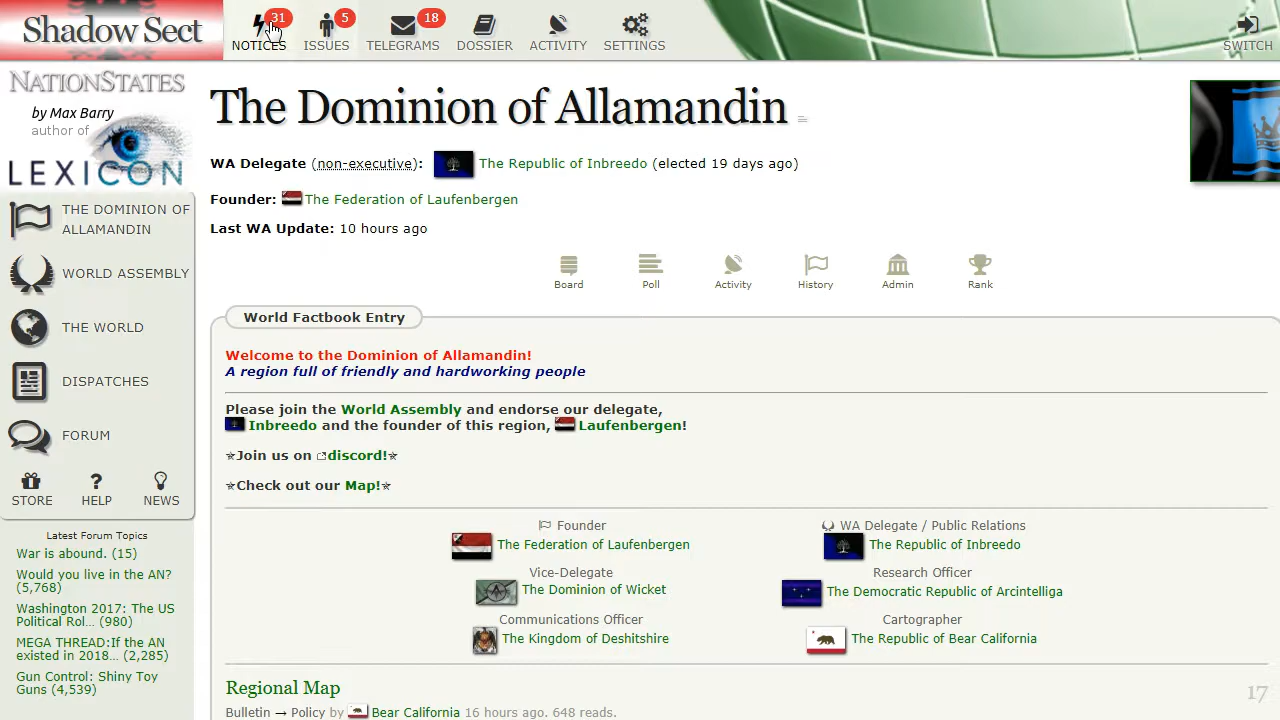 Shadow Sect
31
NOTICES
5
ISSUES
18
TELEGRAMS
DOSSIER
ACTIVITY
SETTINGS
SWITCH
NATIONSTATES
by Max Barry
author of
LEXICON
THE DOMINION OF
ALLAMANDIN
WORLD ASSEMBLY
THE WORLD
DISPATCHES
FORUM
STORE
HELP
NEWS
Latest Forum Topics
War is abound. (15)
Would you live in the AN?
(5,768)
Washington 2017: The US
Political Rol... (980)
MEGA THREAD:If the AN
existed in 2018... (2,285)
Gun Control: Shiny Toy
Guns (4,539)
The Dominion of Allamandin
WA Delegate (non-executive): The Republic of Inbreedo (elected 19 days ago)
Founder: The Federation of Laufenbergen
Last WA Update: 10 hours ago
Board
Poll
Activity
History
Admin
Rank
World Factbook Entry
Welcome to the Dominion of Allamandin!
A region full of friendly and hardworking people
Please join the World Assembly and endorse our delegate,
Inbreedo and the founder of this region, Laufenbergen!
★Join us on discord!★
★Check out our Map!★
Founder
The Federation of Laufenbergen
WA Delegate / Public Relations
The Republic of Inbreedo
Vice-Delegate
The Dominion of Wicket
Research Officer
The Democratic Republic of Arcintelliga
Communications Officer
The Kingdom of Deshitshire
Cartographer
The Republic of Bear California
Regional Map
Bulletin → Policy by Bear California 16 hours ago. 648 reads.
17